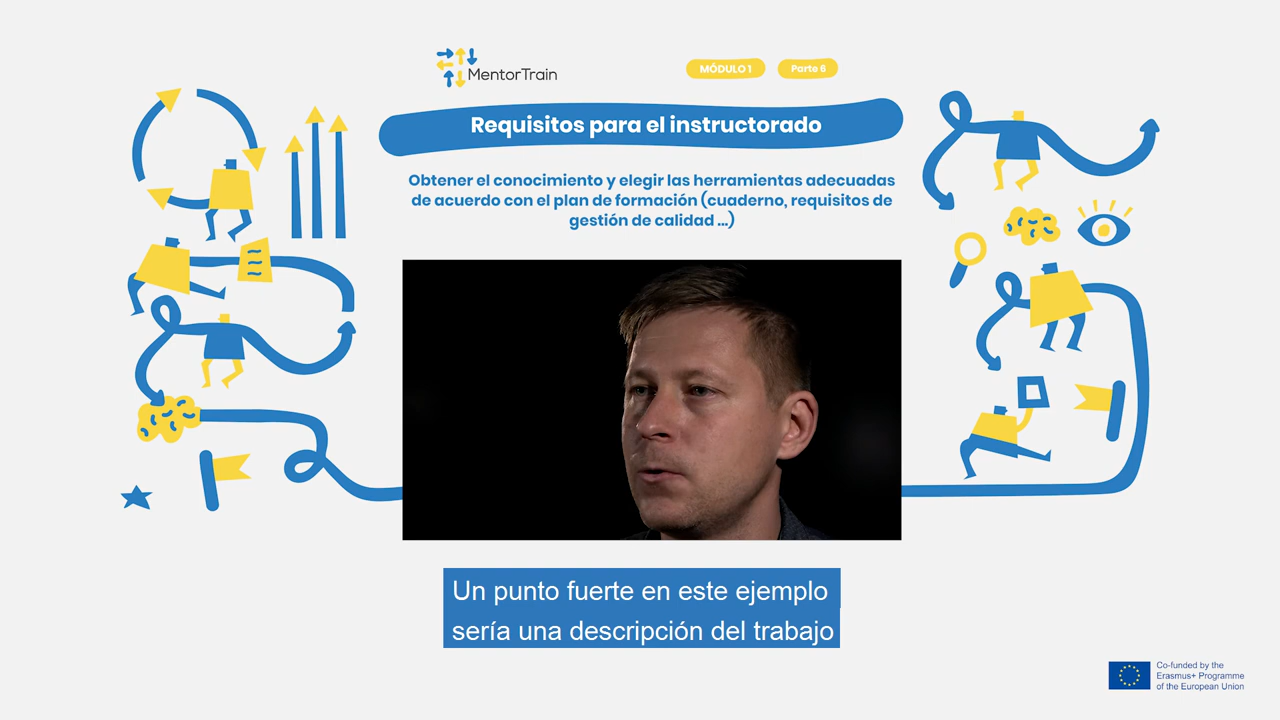 MentorTrain
MÓDULO 1
Parte 6
Requisitos para el instructorado
Obtener el conocimiento y elegir las herramientas adecuadas
de acuerdo con el plan de formación (cuaderno, requisitos de
gestión de calidad ...)
Un punto fuerte en este ejemplo
sería una descripción del trabajo
Co-funded by the
Erasmus+ Programme
of the European Union